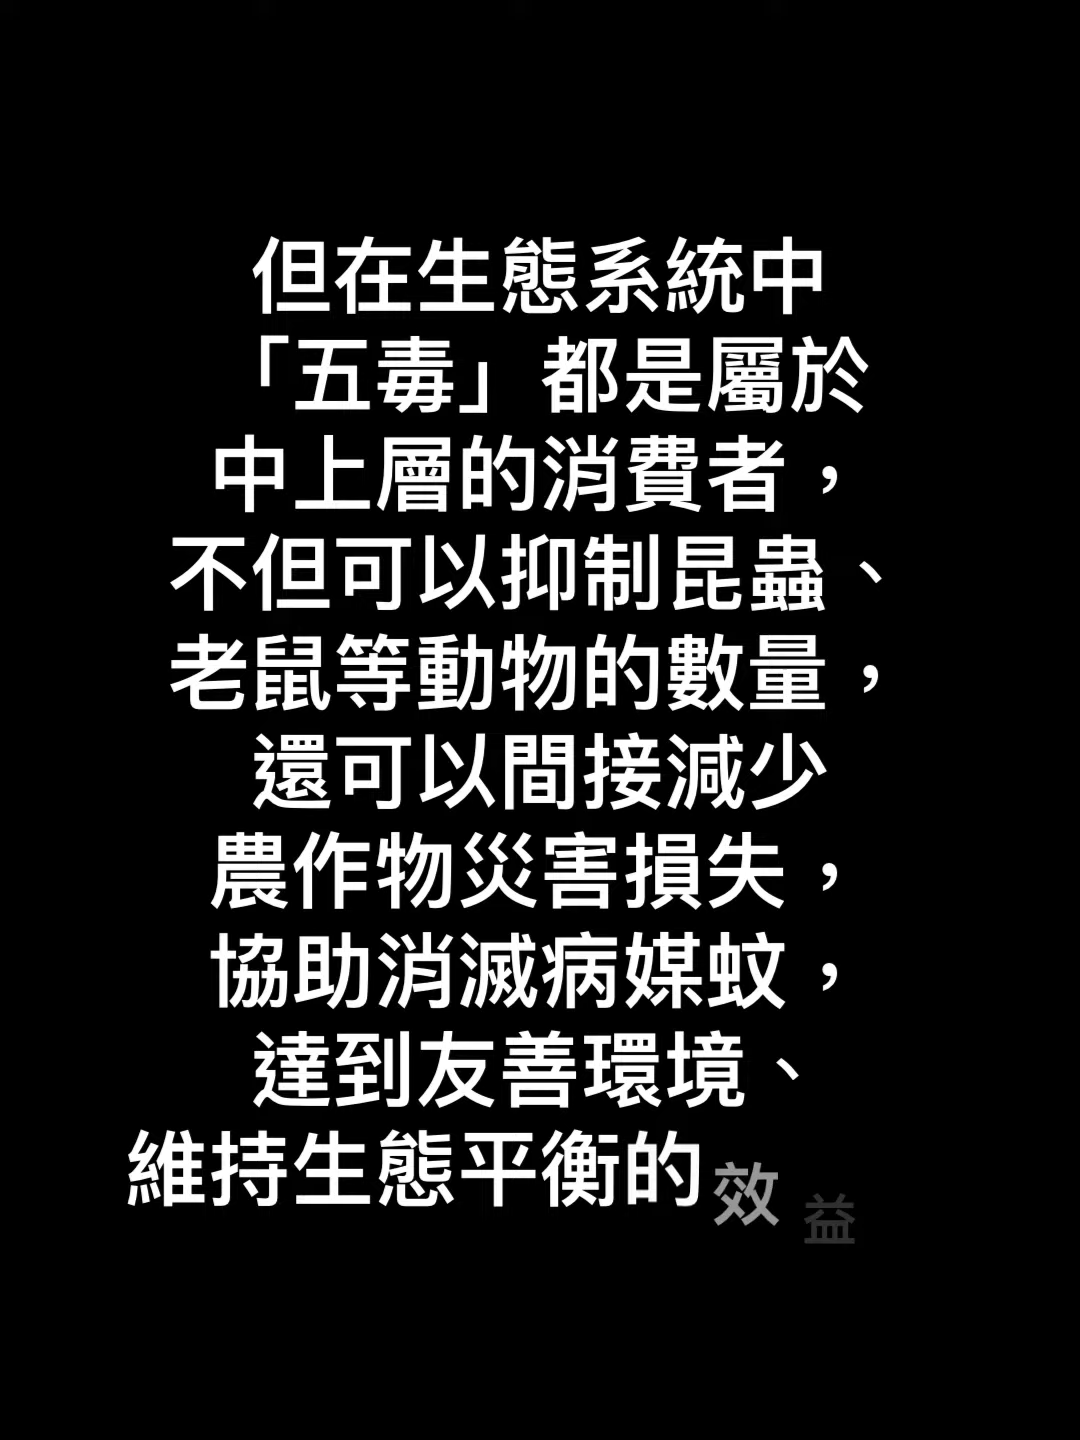 但在生態系統中
「五毒」都是屬於
中上層的消費者，
不但可以抑制昆蟲、
老鼠等動物的數量，
還可以間接減少
農作物災害損失，
協助消滅病媒蚊，
達到友善環境、
維持生態平衡的效益